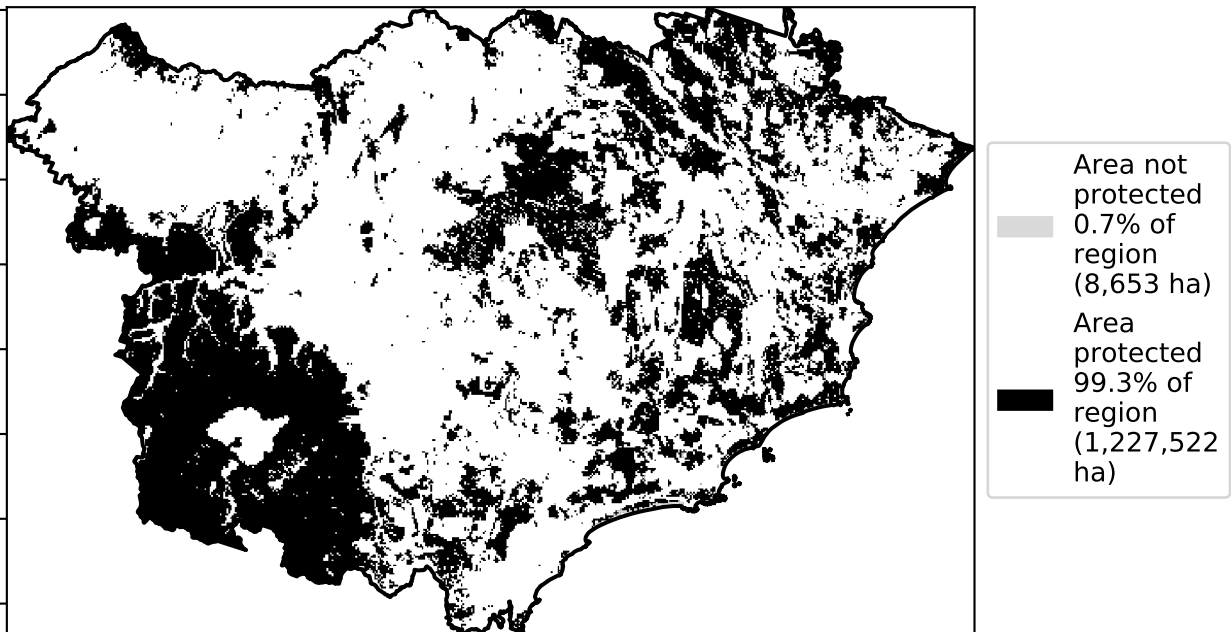 Area not
protected
0.7% of
region
(8,653 ha)
Area
protected
99.3% of
region
(1,227,522
ha)